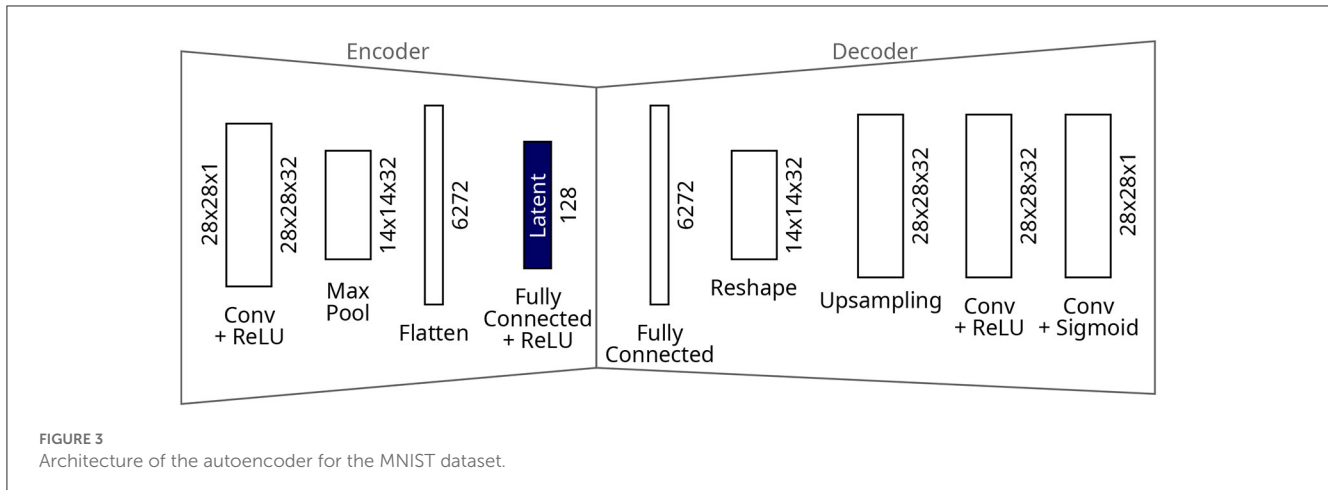 Encoder
Decoder
28x28x1
28x28x32
Conv
+ ReLU
14x14x32
Max
Pool
6272
Flatten
Latent
128
Fully
Connected
+ ReLU
6272
Fully
Connected
14x14x32
Reshape
28x28x32
Upsampling
28x28x32
Conv
+ ReLU
28x28x1
Conv
+ Sigmoid
FIGURE 3
Architecture of the autoencoder for the MNIST dataset.